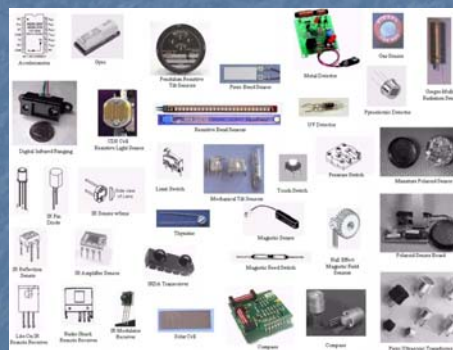 Accelerometer
Gyro
Pendulum Resistive
Tilt Sensors
Piezo Bend Sensor
Metal Detector
Gas Sensor
Geiger-Muller
Radiation Sensor
Pyroelectric Detector
UV Detector
Resistive Bend Sensors
Digital Infrared Ranging
CDS Cell
Resistive Light Sensor
Limit Switch
Mechanical Tilt Sensors
Touch Switch
Pressure Switch
Miniature Polaroid Sensor
IR Pin
Diode
IR Sensor w/lens
Thyristor
Magnetic Sensor
Hall Effect
Magnetic Field
Sensors
Polaroid Sensor Board
IR Reflection
Sensor
IR Amplifier Sensor
IRDA Transceiver
Magnetic Reed Switch
Lite-On IR
Remote Receiver
Radio Shack
Remote Receiver
IR Modulator
Receiver
Solar Cell
Compass
Compass
Piezo Ultrasonic Transducers